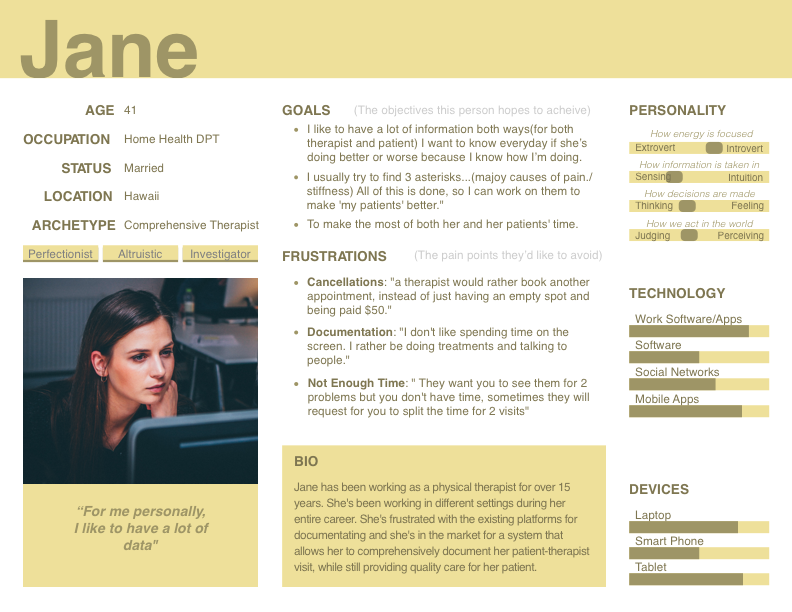 Jane
AGE 41
OCCUPATION Home Health DPT
STATUS Married
LOCATION Hawaii
ARCHETYPE Comprehensive Therapist
Perfectionist Altruistic Investigator
“For me personally,
I like to have a lot of
data"
GOALS (The objectives this person hopes to acheive)
• I like to have a lot of information both ways(for both
therapist and patient) I want to know everyday if she's
doing better or worse because I know how I'm doing.
• I usually try to find 3 asterisks...(majoy causes of pain./
stiffness) All of this is done, so I can work on them to
make 'my patients' better."
• To make the most of both her and her patients' time.
FRUSTRATIONS (The pain points they'd like to avoid)
• Cancellations: "a therapist would rather book another
appointment, instead of just having an empty spot and
being paid $50."
• Documentation: "I don't like spending time on the
screen. I rather be doing treatments and talking to
people."
• Not Enough Time: " They want you to see them for 2
problems but you don't have time, sometimes they will
request for you to split the time for 2 visits"
BIO
Jane has been working as a physical therapist for over 15
years. She's been working in different settings during her
entire career. She's frustrated with the existing platforms for
documentating and she's in the market for a system that
allows her to comprehensively document her patient-therapist
visit, while still providing quality care for her patient.
PERSONALITY
How energy is focused
Extrovert Introvert
How information is taken in
Sensing Intuition
How decisions are made
Thinking Feeling
How we act in the world
Judging Perceiving
TECHNOLOGY
Work Software/Apps
Software
Social Networks
Mobile Apps
DEVICES
Laptop
Smart Phone
Tablet